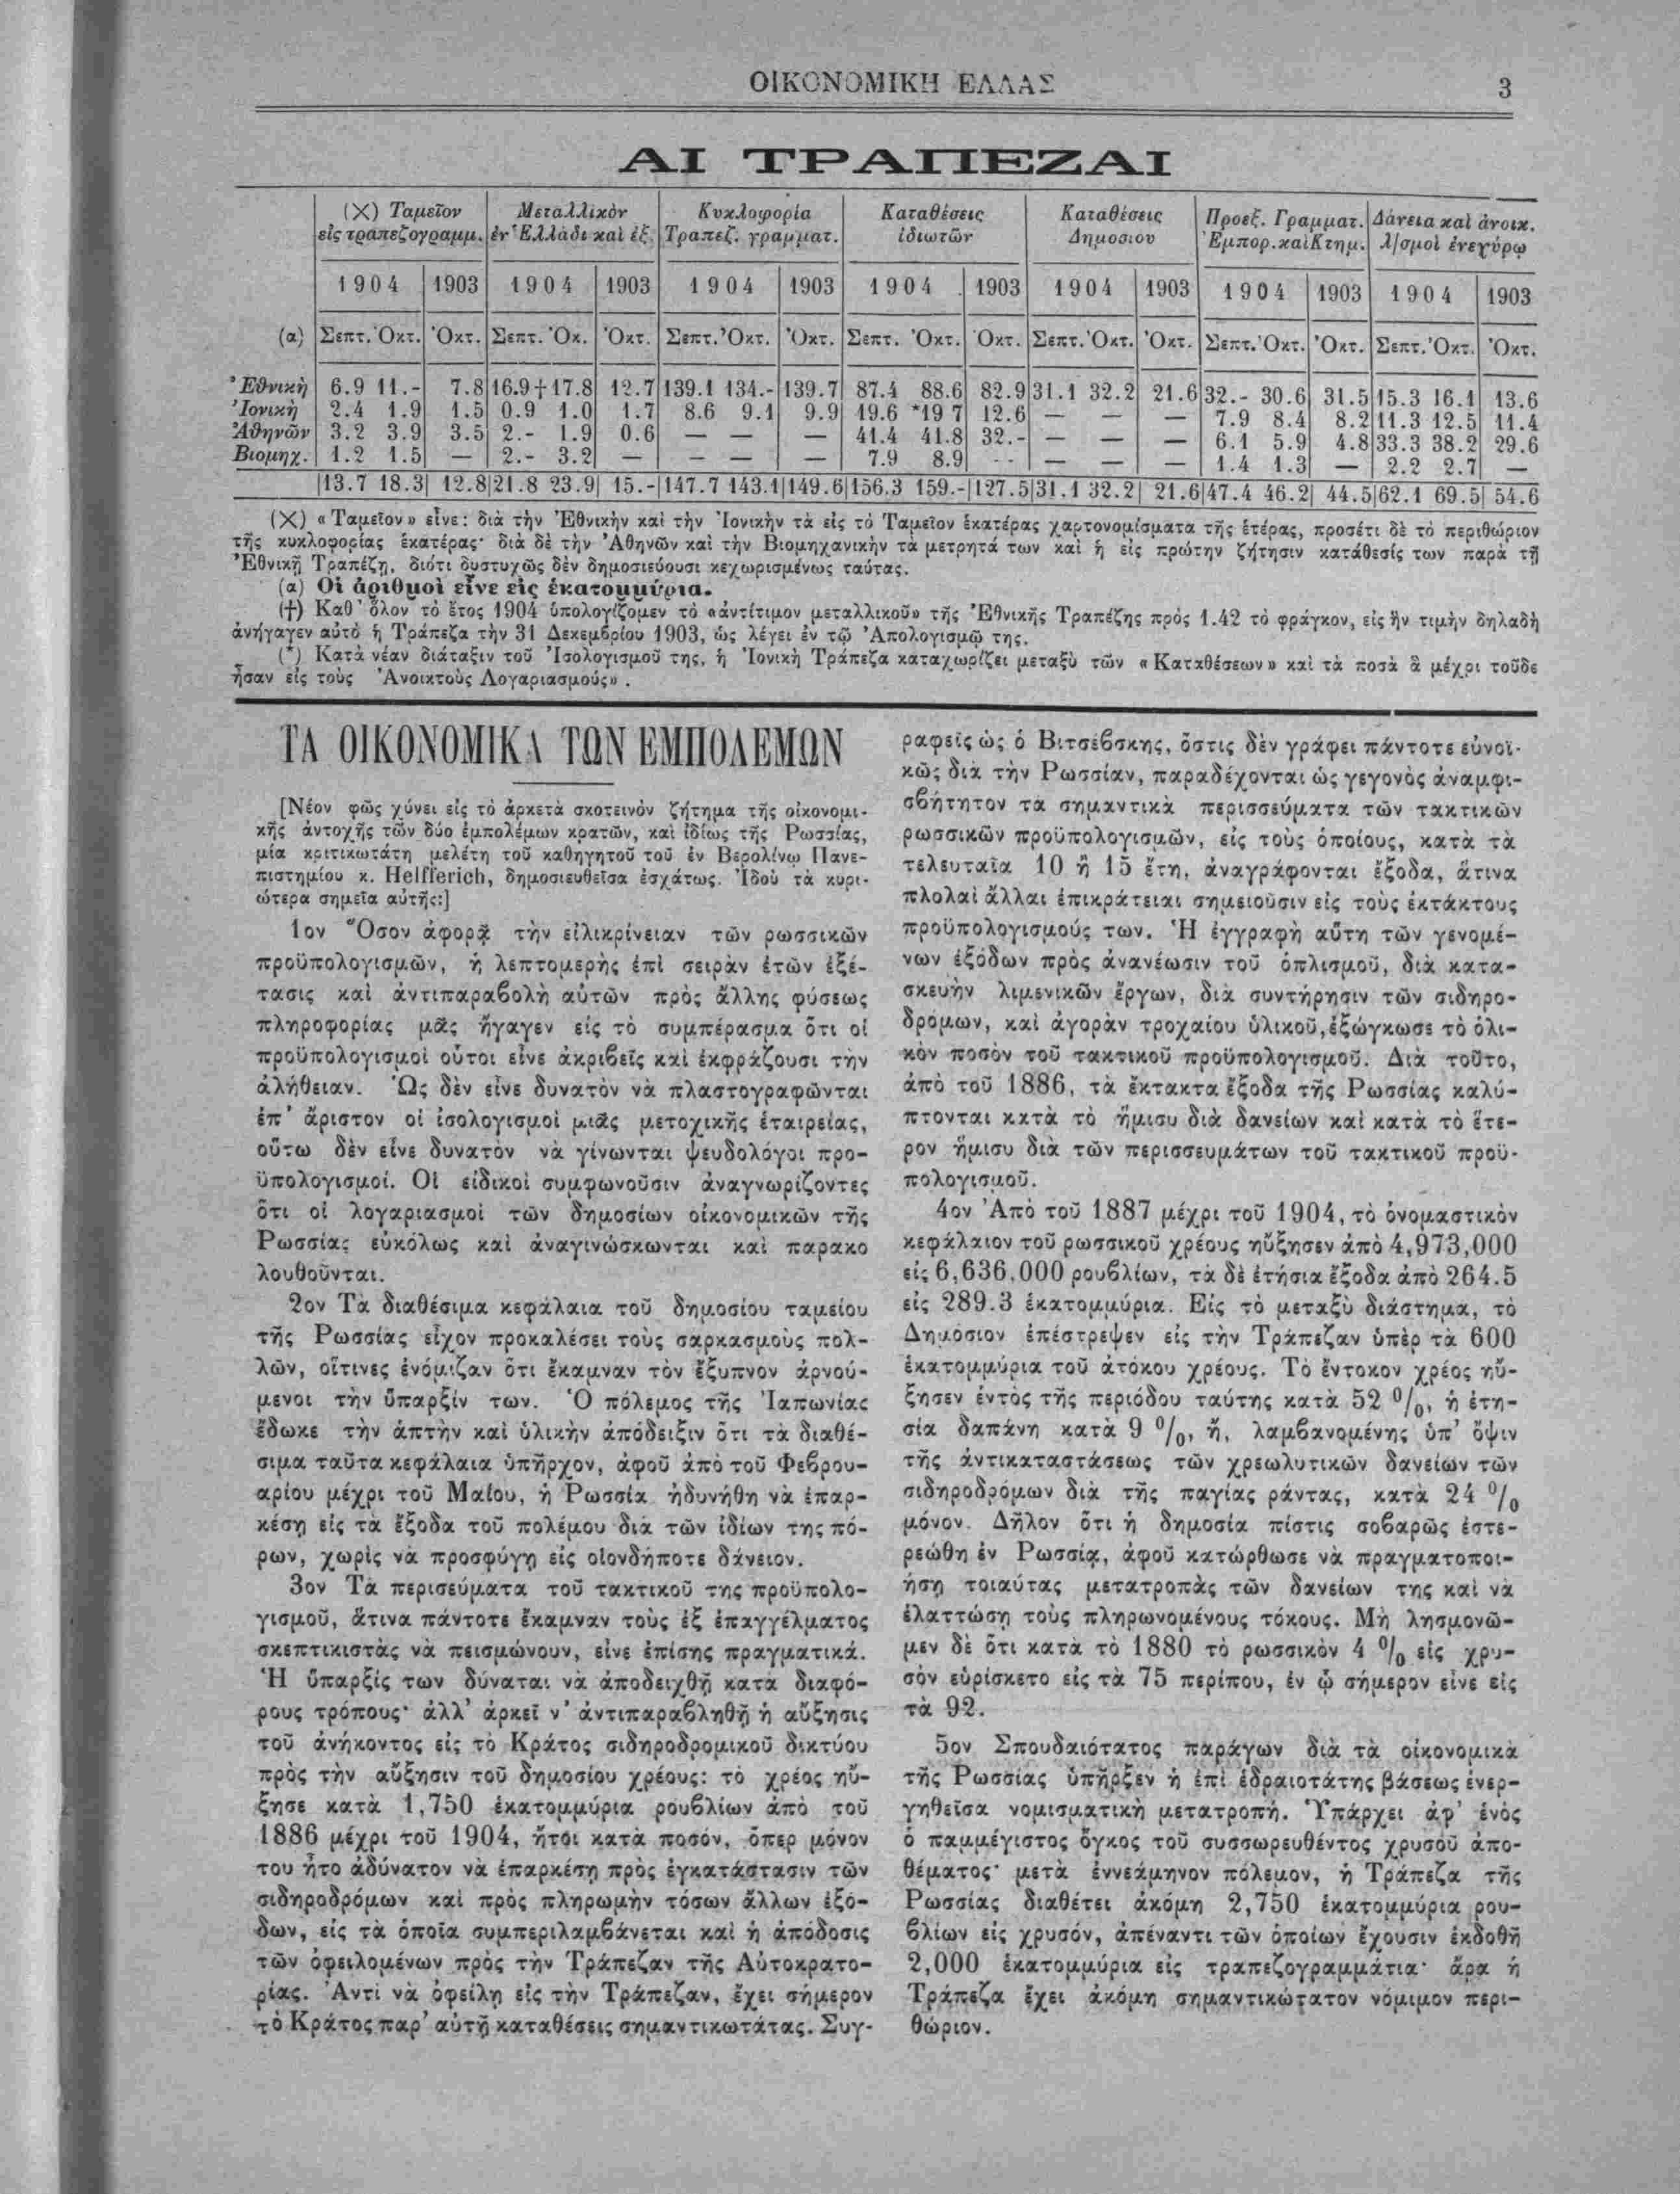 ΟΙΚΟΝΟΜΙΚΗ ΕΛΛΑΣ 3
ΑΙ ΤΡΑΠΕΖΑΙ
(Χ) Ταμεῖον Μεταλλικὸν Κυκλοφορία Καταθέσεις Καταθέσεις Προεξ. Γραμματ. Δάνεια καὶ ἀνοικ.
εἰς τραπεζογραμμ. ἐν Ἑλλάδι καὶ ἐξ. Τραπεζ. γραμματ. ἰδιωτῶν Δημοσίου Ἐμπορ. καὶ Κτημ. λ/σμοὶ ἐνεχύρῳ
1904 1903 1904 1903 1904 1903 1904 1903 1904 1903 1904 1903 1904 1903
(α) Σεπτ. Ὀκτ. Ὀκτ. Σεπτ. Ὀκ. Ὀκτ. Σεπτ. Ὀκτ. Ὀκτ. Σεπτ. Ὀκτ. Ὀκτ. Σεπτ. Ὀκτ. Ὀκτ. Σεπτ. Ὀκτ. Ὀκτ. Σεπτ. Ὀκτ. Ὀκτ.
Ἐθνικὴ 6.9 11.- 7.8 16.9 † 17.8 12.7 139.1 134.- 139.7 87.4 88.6 82.9 31.1 32.2 21.6 32.- 30.6 31.5 15.3 16.1 13.6
Ἰονικὴ 2.4 1.9 1.5 0.9 1.0 1.7 8.6 9.1 9.9 19.6 *19 7 12.6 — — — 7.9 8.4 8.2 11.3 12.5 11.4
Ἀθηνῶν 3.2 3.9 3.5 2.- 1.9 0.6 — — — 41.4 41.8 32.- — — — 6.1 5.9 4.8 33.3 38.2 29.6
Βιομηχ. 1.2 1.5 — 2.- 3.2 — — — — 7.9 8.9 -- — — — 1.4 1.3 — 2.2 2.7 —
13.7 18.3 12.8 21.8 23.9 15.- 147.7 143.1 149.6 156.3 159.- 127.5 31.1 32.2 21.6 47.4 46.2 44.5 62.1 69.5 54.6
(Χ) «Ταμεῖον» εἶνε: διὰ τὴν Ἐθνικὴν καὶ τὴν Ἰονικὴν τὰ εἰς τὸ Ταμεῖον ἑκατέρας χαρτονομίσματα τῆς ἑτέρας, προσέτι δὲ τὸ περιθώριον
τῆς κυκλοφορίας ἑκατέρας· διὰ δὲ τὴν Ἀθηνῶν καὶ τὴν Βιομηχανικὴν τὰ μετρητά των καὶ ἡ εἰς πρώτην ζήτησιν κατάθεσίς των παρὰ τῇ
Ἐθνικῇ Τραπέζῃ, διότι δυστυχῶς δὲν δημοσιεύουσι κεχωρισμένως ταύτας.
(α) Οἱ ἀριθμοὶ εἶνε εἰς ἑκατομμύρια.
(†) Καθ' ὅλον τὸ ἔτος 1904 ὑπολογίζομεν τὸ «ἀντίτιμον μεταλλικοῦ» τῆς Ἐθνικῆς Τραπέζης πρὸς 1.42 τὸ φράγκον, εἰς ἣν τιμὴν δηλαδὴ
ἀνήγαγεν αὐτὸ ἡ Τράπεζα τὴν 31 Δεκεμβρίου 1903, ὡς λέγει ἐν τῷ Ἀπολογισμῷ της.
(*) Κατὰ νέαν διάταξιν τοῦ Ἰσολογισμοῦ της, ἡ Ἰονικὴ Τράπεζα καταχωρίζει μεταξὺ τῶν «Καταθέσεων» καὶ τὰ ποσὰ ἃ μέχρι τοῦδε
ἦσαν εἰς τοὺς Ἀνοικτοὺς Λογαριασμούς».
ΤΑ ΟΙΚΟΝΟΜΙΚΑ ΤΩΝ ΕΜΠΟΛΕΜΩΝ
[Νέον φῶς χύνει εἰς τὸ ἀρκετὰ σκοτεινὸν ζήτημα τῆς οἰκονομι-
κῆς ἀντοχῆς τῶν δύο ἐμπολέμων κρατῶν, καὶ ἰδίως τῆς Ρωσσίας,
μία κριτικωτάτη μελέτη τοῦ καθηγητοῦ τοῦ ἐν Βερολίνῳ Πανε-
πιστημίου κ. Helfferich, δημοσιευθεῖσα ἐσχάτως. Ἰδοὺ τὰ κυρι-
ώτερα σημεῖα αὐτῆς:]
1ον Ὅσον ἀφορᾷ τὴν εἰλικρίνειαν τῶν ρωσσικῶν
προϋπολογισμῶν, ἡ λεπτομερὴς ἐπὶ σειρὰν ἐτῶν ἐξέ-
τασις καὶ ἀντιπαραβολὴ αὐτῶν πρὸς ἄλλης φύσεως
πληροφορίας μᾶς ἤγαγεν εἰς τὸ συμπέρασμα ὅτι οἱ
προϋπολογισμοὶ οὗτοι εἶνε ἀκριβεῖς καὶ ἐκφράζουσι τὴν
ἀλήθειαν. Ὡς δὲν εἶνε δυνατὸν νὰ πλαστογραφῶνται
ἐπ' ἄριστον οἱ ἰσολογισμοὶ μιᾶς μετοχικῆς ἑταιρείας,
οὕτω δὲν εἶνε δυνατὸν νὰ γίνωνται ψευδολόγοι προ-
ϋπολογισμοί. Οἱ εἰδικοὶ συμφωνοῦσιν ἀναγνωρίζοντες
ὅτι οἱ λογαριασμοὶ τῶν δημοσίων οἰκονομικῶν τῆς
Ρωσσίας εὐκόλως καὶ ἀναγινώσκωνται καὶ παρακο
λουθοῦνται.
2ον Τὰ διαθέσιμα κεφάλαια τοῦ δημοσίου ταμείου
τῆς Ρωσσίας εἶχον προκαλέσει τοὺς σαρκασμοὺς πολ-
λῶν, οἵτινες ἐνόμιζαν ὅτι ἔκαμναν τὸν ἔξυπνον ἀρνού-
μενοι τὴν ὕπαρξίν των. Ὁ πόλεμος τῆς Ἰαπωνίας
ἔδωκε τὴν ἁπτὴν καὶ ὑλικὴν ἀπόδειξιν ὅτι τὰ διαθέ-
σιμα ταῦτα κεφάλαια ὑπῆρχον, ἀφοῦ ἀπὸ τοῦ Φεβρου-
αρίου μέχρι τοῦ Μαΐου, ἡ Ρωσσία ἠδυνήθη νὰ ἐπαρ-
κέσῃ εἰς τὰ ἔξοδα τοῦ πολέμου διὰ τῶν ἰδίων της πό-
ρων, χωρὶς νὰ προσφύγῃ εἰς οἱονδήποτε δάνειον.
3ον Τὰ περισεύματα τοῦ τακτικοῦ της προϋπολο-
γισμοῦ, ἅτινα πάντοτε ἔκαμναν τοὺς ἐξ ἐπαγγέλματος
σκεπτικιστὰς νὰ πεισμώνουν, εἶνε ἐπίσης πραγματικά.
Ἡ ὕπαρξίς των δύναται νὰ ἀποδειχθῇ κατὰ διαφό-
ρους τρόπους· ἀλλ' ἀρκεῖ ν' ἀντιπαραβληθῇ ἡ αὔξησις
τοῦ ἀνήκοντος εἰς τὸ Κράτος σιδηροδρομικοῦ δικτύου
πρὸς τὴν αὔξησιν τοῦ δημοσίου χρέους: τὸ χρέος ηὔ-
ξησε κατὰ 1,750 ἑκατομμύρια ρουβλίων ἀπὸ τοῦ
1886 μέχρι τοῦ 1904, ἤτοι κατὰ ποσόν, ὅπερ μόνον
του ἦτο ἀδύνατον νὰ ἐπαρκέσῃ πρὸς ἐγκατάστασιν τῶν
σιδηροδρόμων καὶ πρὸς πληρωμὴν τόσων ἄλλων ἐξό-
δων, εἰς τὰ ὁποῖα συμπεριλαμβάνεται καὶ ἡ ἀπόδοσις
τῶν ὀφειλομένων πρὸς τὴν Τράπεζαν τῆς Αὐτοκρατο-
ρίας. Ἀντὶ νὰ ὀφείλῃ εἰς τὴν Τράπεζαν, ἔχει σήμερον
τὸ Κράτος παρ' αὐτῇ καταθέσεις σημαντικωτάτας. Συγ-
ραφεῖς ὡς ὁ Βιτσέβσκης, ὅστις δὲν γράφει πάντοτε εὐνοϊ-
κῶς διὰ τὴν Ρωσσίαν, παραδέχονται ὡς γεγονὸς ἀναμφι-
σβήτητον τὰ σημαντικὰ περισσεύματα τῶν τακτικῶν
ρωσσικῶν προϋπολογισμῶν, εἰς τοὺς ὁποίους, κατὰ τὰ
τελευταῖα 10 ἢ 15 ἔτη, ἀναγράφονται ἔξοδα, ἅτινα
πλολαὶ ἄλλαι ἐπικράτειαι σημειοῦσιν εἰς τοὺς ἐκτάκτους
προϋπολογισμούς των. Ἡ ἐγγραφὴ αὕτη τῶν γενομέ-
νων ἐξόδων πρὸς ἀνανέωσιν τοῦ ὁπλισμοῦ, διὰ κατα-
σκευὴν λιμενικῶν ἔργων, διὰ συντήρησιν τῶν σιδηρο-
δρόμων, καὶ ἀγορὰν τροχαίου ὑλικοῦ, ἐξώγκωσε τὸ ὁλι-
κὸν ποσὸν τοῦ τακτικοῦ προϋπολογισμοῦ. Διὰ τοῦτο,
ἀπὸ τοῦ 1886, τὰ ἔκτακτα ἔξοδα τῆς Ρωσσίας καλύ-
πτονται κατὰ τὸ ἥμισυ διὰ δανείων καὶ κατὰ τὸ ἕτε-
ρον ἥμισυ διὰ τῶν περισσευμάτων τοῦ τακτικοῦ προϋ-
πολογισμοῦ.
4ον Ἀπὸ τοῦ 1887 μέχρι τοῦ 1904, τὸ ὀνομαστικὸν
κεφάλαιον τοῦ ρωσσικοῦ χρέους ηὔξησεν ἀπὸ 4,973,000
εἰς 6,636,000 ρουβλίων, τὰ δὲ ἐτήσια ἔξοδα ἀπὸ 264.5
εἰς 289.3 ἑκατομμύρια. Εἰς τὸ μεταξὺ διάστημα, τὸ
Δημόσιον ἐπέστρεψεν εἰς τὴν Τράπεζαν ὑπὲρ τὰ 600
ἑκατομμύρια τοῦ ἀτόκου χρέους. Τὸ ἔντοκον χρέος ηὔ-
ξησεν ἐντὸς τῆς περιόδου ταύτης κατὰ 52 %, ἡ ἐτη-
σία δαπάνη κατὰ 9 %, ἤ, λαμβανομένης ὑπ' ὄψιν
τῆς ἀντικαταστάσεως τῶν χρεωλυτικῶν δανείων τῶν
σιδηροδρόμων διὰ τῆς παγίας ράντας, κατὰ 24 %
μόνον. Δῆλον ὅτι ἡ δημοσία πίστις σοβαρῶς ἐστε-
ρεώθη ἐν Ρωσσίᾳ, ἀφοῦ κατώρθωσε νὰ πραγματοποι-
ήσῃ τοιαύτας μετατροπὰς τῶν δανείων της καὶ νὰ
ἐλαττώσῃ τοὺς πληρωνομένους τόκους. Μὴ λησμονῶ-
μεν δὲ ὅτι κατὰ τὸ 1880 τὸ ρωσσικὸν 4 % εἰς χρυ-
σὸν εὑρίσκετο εἰς τὰ 75 περίπου, ἐν ᾧ σήμερον εἶνε εἰς
τὰ 92.
5ον Σπουδαιότατος παράγων διὰ τὰ οἰκονομικὰ
τῆς Ρωσσίας ὑπῆρξεν ἡ ἐπὶ ἑδραιοτάτης βάσεως ἐνερ-
γηθεῖσα νομισματικὴ μετατροπή. Ὑπάρχει ἀφ' ἑνὸς
ὁ παμμέγιστος ὄγκος τοῦ συσσωρευθέντος χρυσοῦ ἀπο-
θέματος· μετὰ ἐννεάμηνον πόλεμον, ἡ Τράπεζα τῆς
Ρωσσίας διαθέτει ἀκόμη 2,750 ἑκατομμύρια ρου-
βλίων εἰς χρυσόν, ἀπέναντι τῶν ὁποίων ἔχουσιν ἐκδοθῆ
2,000 ἑκατομμύρια εἰς τραπεζογραμμάτια· ἄρα ἡ
Τράπεζα ἔχει ἀκόμη σημαντικώτατον νόμιμον περι-
θώριον.